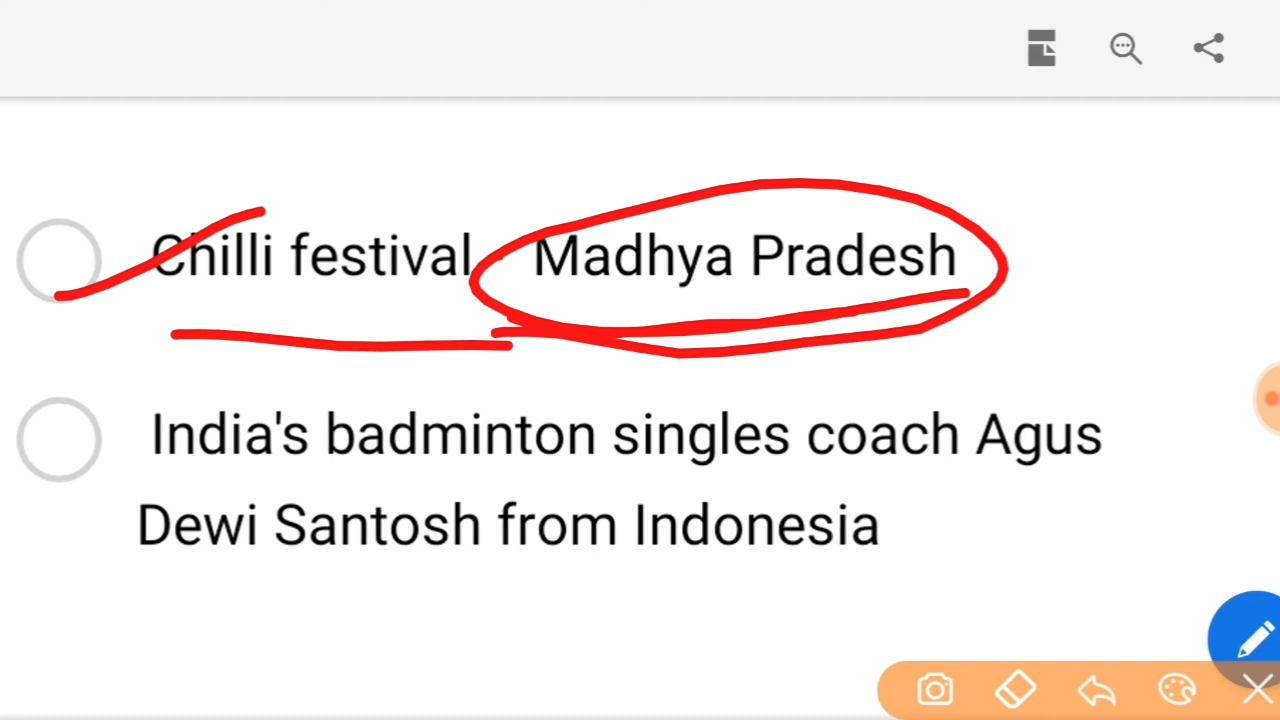 Chilli festival - Madhya Pradesh
India's badminton singles coach Agus
Dewi Santosh from Indonesia